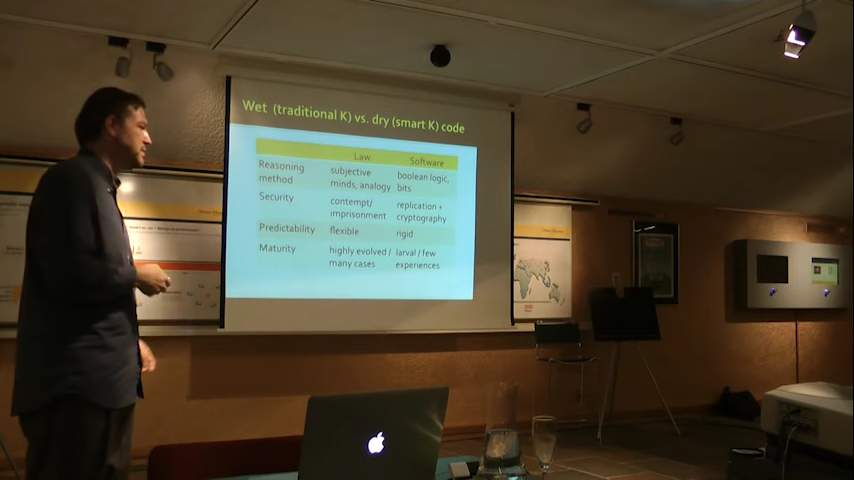 Wet (traditional K) vs. dry (smart K) code
Law Software
Reasoning method subjective minds, analogy boolean logic, bits
Security contempt/ imprisonment replication + cryptography
Predictability flexible rigid
Maturity highly evolved / many cases larval / few experiences